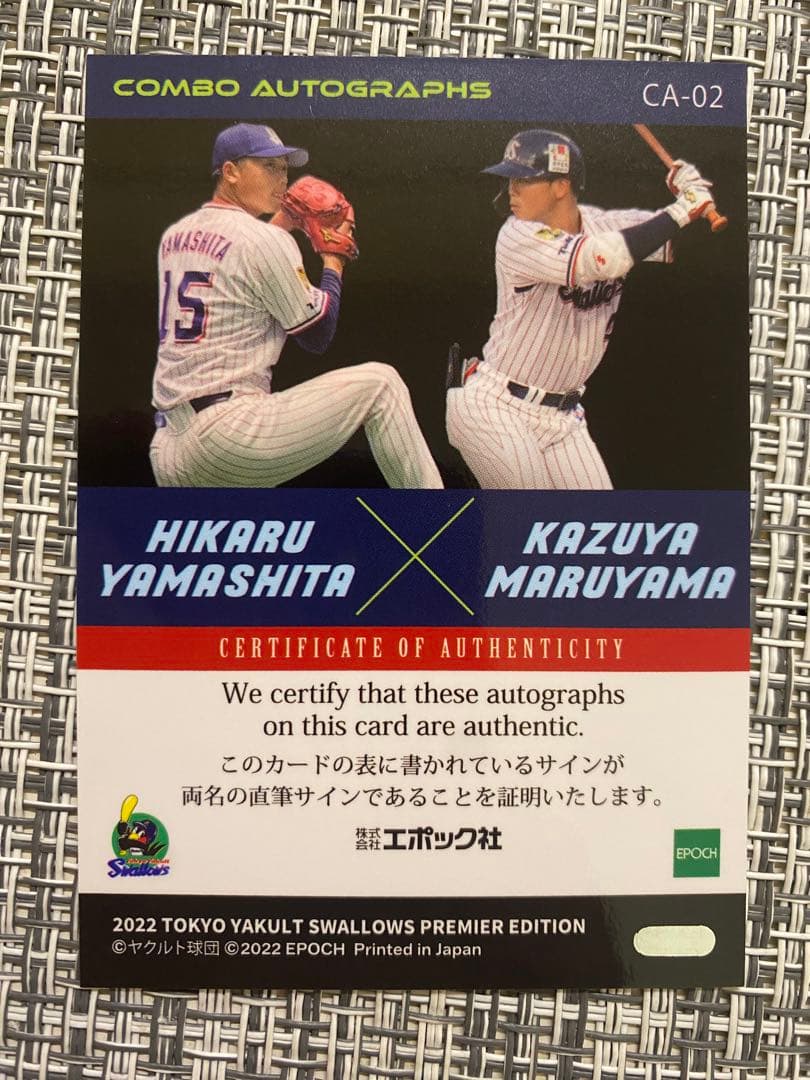 COMBO AUTOGRAPHS
CA-02
YAMASHITA
15
Swallows
HIKARU
YAMASHITA
KAZUYA
MARUYAMA
CERTIFICATE OF AUTHENTICITY
We certify that these autographs
on this card are authentic.
このカードの表に書かれているサインが
両名の直筆サインであることを証明いたします。
Swallows
株式会社エポック社
EPOCH
2022 TOKYO YAKULT SWALLOWS PREMIER EDITION
©ヤクルト球団 ©2022 EPOCH Printed in Japan